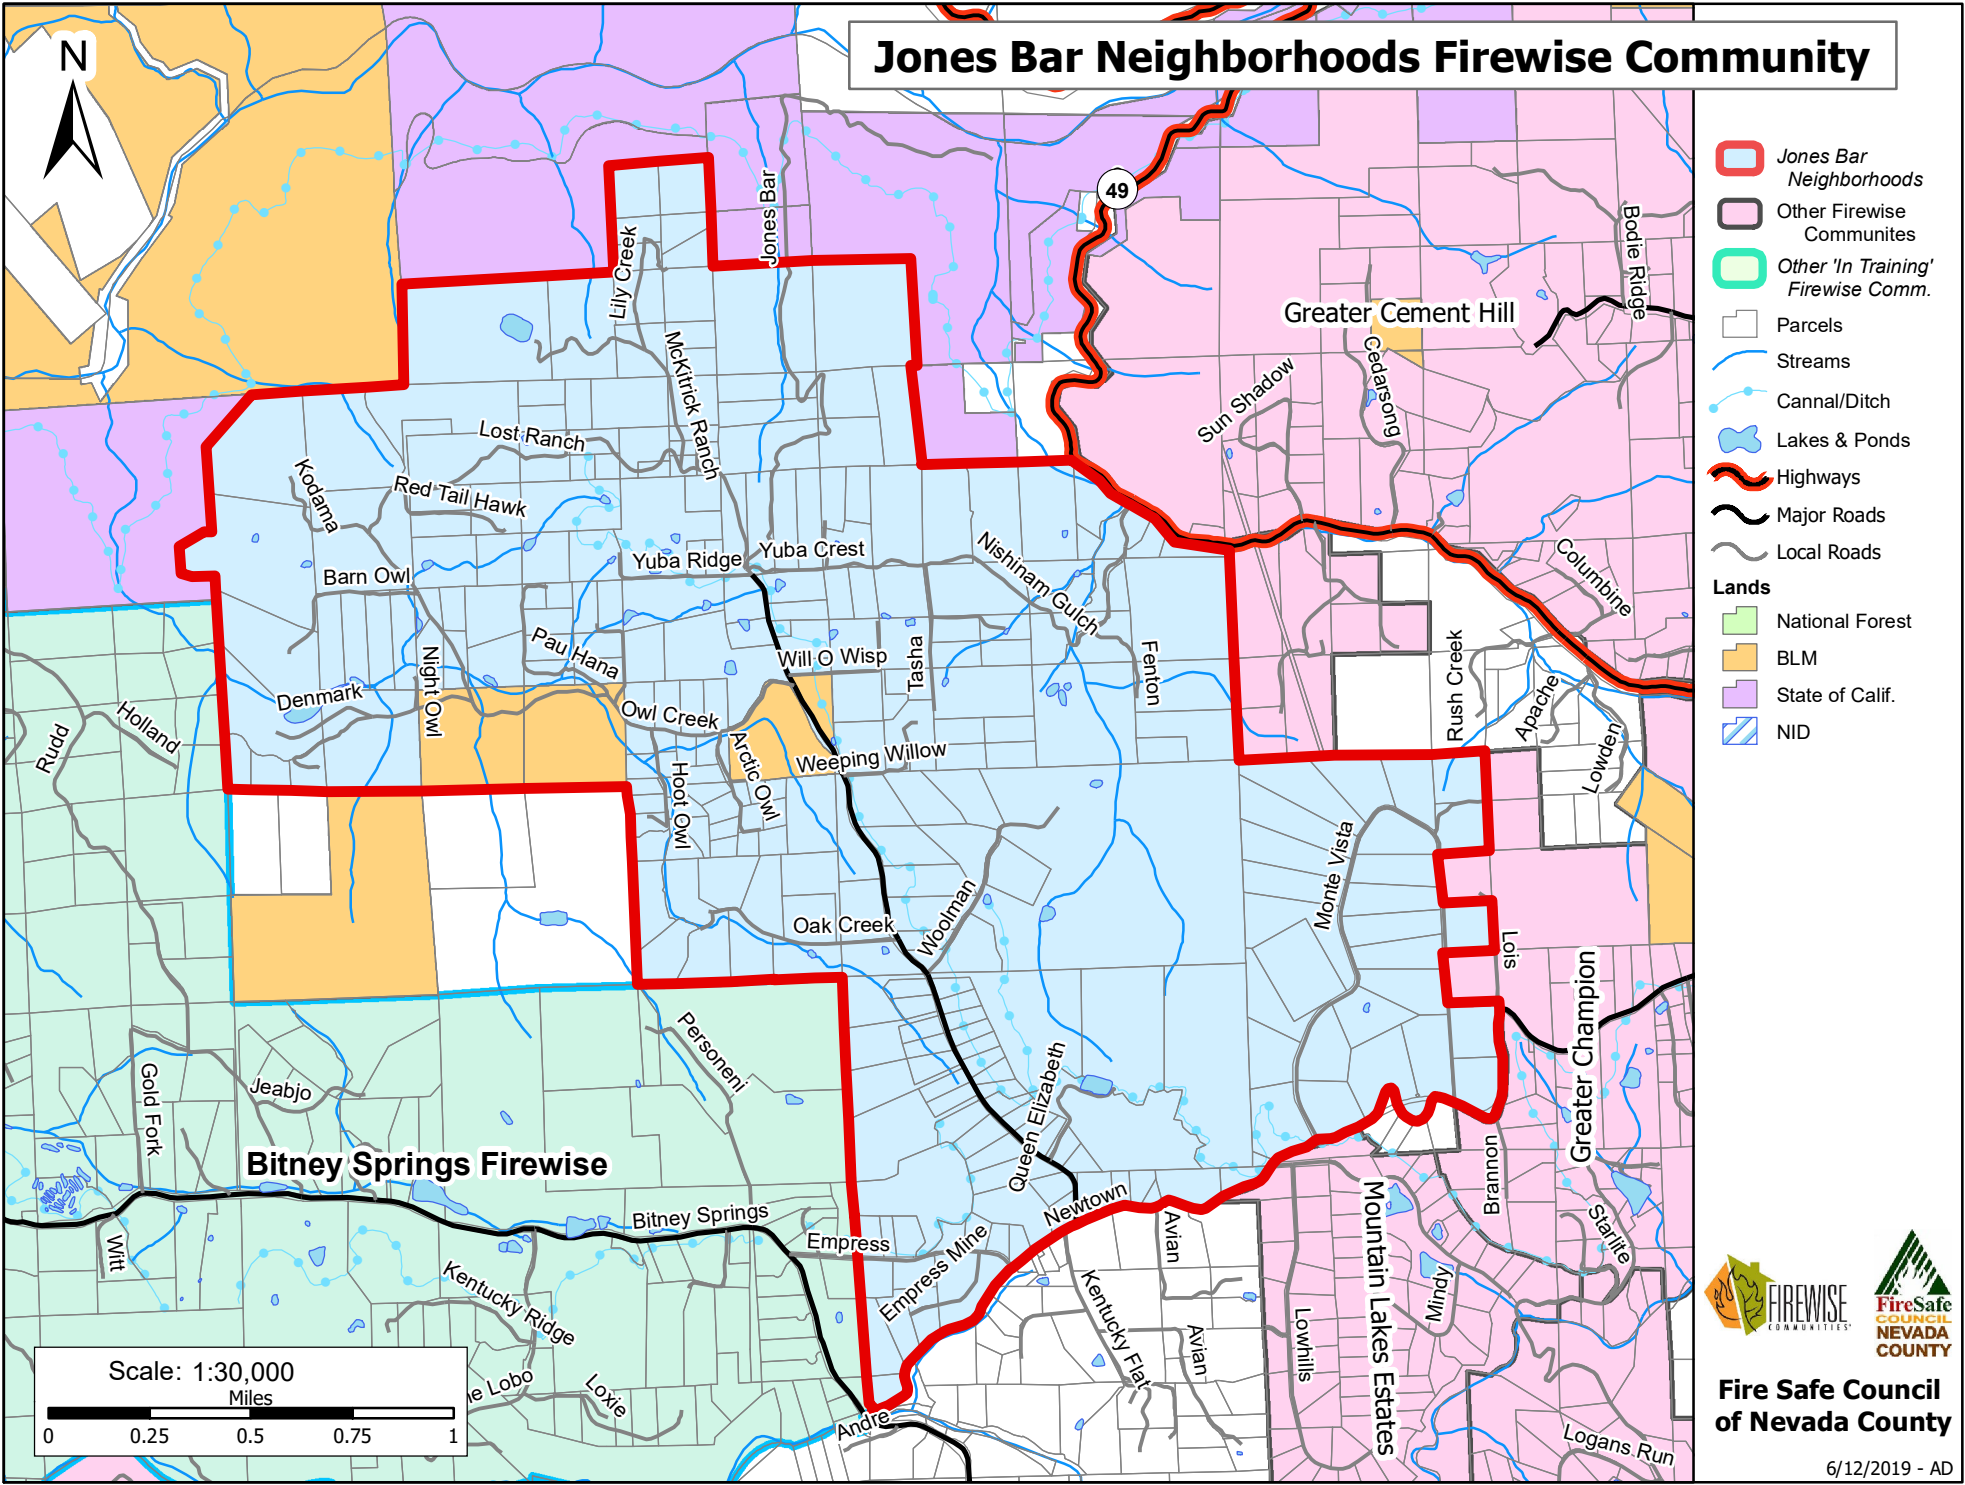 Jones Bar Neighborhoods Firewise Community
N
49
Jones Bar
Neighborhoods
Other Firewise
Communites
Other 'In Training'
Firewise Comm.
Parcels
Streams
Cannal/Ditch
Lakes & Ponds
Highways
Major Roads
Local Roads
Lands
National Forest
BLM
State of Calif.
NID
Jones Bar
Lily Creek
McKitrick Ranch
Lost Ranch
Kodama
Red Tail Hawk
Barn Owl
Yuba Ridge
Yuba Crest
Nishinam Gulch
Pau Hana
Will O Wisp
Tasha
Fenton
Night Owl
Denmark
Owl Creek
Arctic Owl
Hoot Owl
Weeping Willow
Oak Creek
Woolman
Monte Vista
Queen Elizabeth
Newtown
Empress
Empress Mine
Greater Cement Hill
Bodie Ridge
Sun Shadow
Cedarsong
Columbine
Rush Creek
Apache
Lowden
Lois
Greater Champion
Brannon
Starlite
Mountain Lakes Estates
Mindy
Lowhills
Avian
Avian
Kentucky Flat
Logans Run
Rudd
Holland
Gold Fork
Jeabjo
Personeni
Bitney Springs Firewise
Bitney Springs
Witt
Kentucky Ridge
Loxie
Andre
ne Lobo
Scale: 1:30,000
Miles
0 0.25 0.5 0.75 1
FIREWISE
COMMUNITIES
FireSafe
COUNCIL
NEVADA
COUNTY
Fire Safe Council
of Nevada County
6/12/2019 - AD